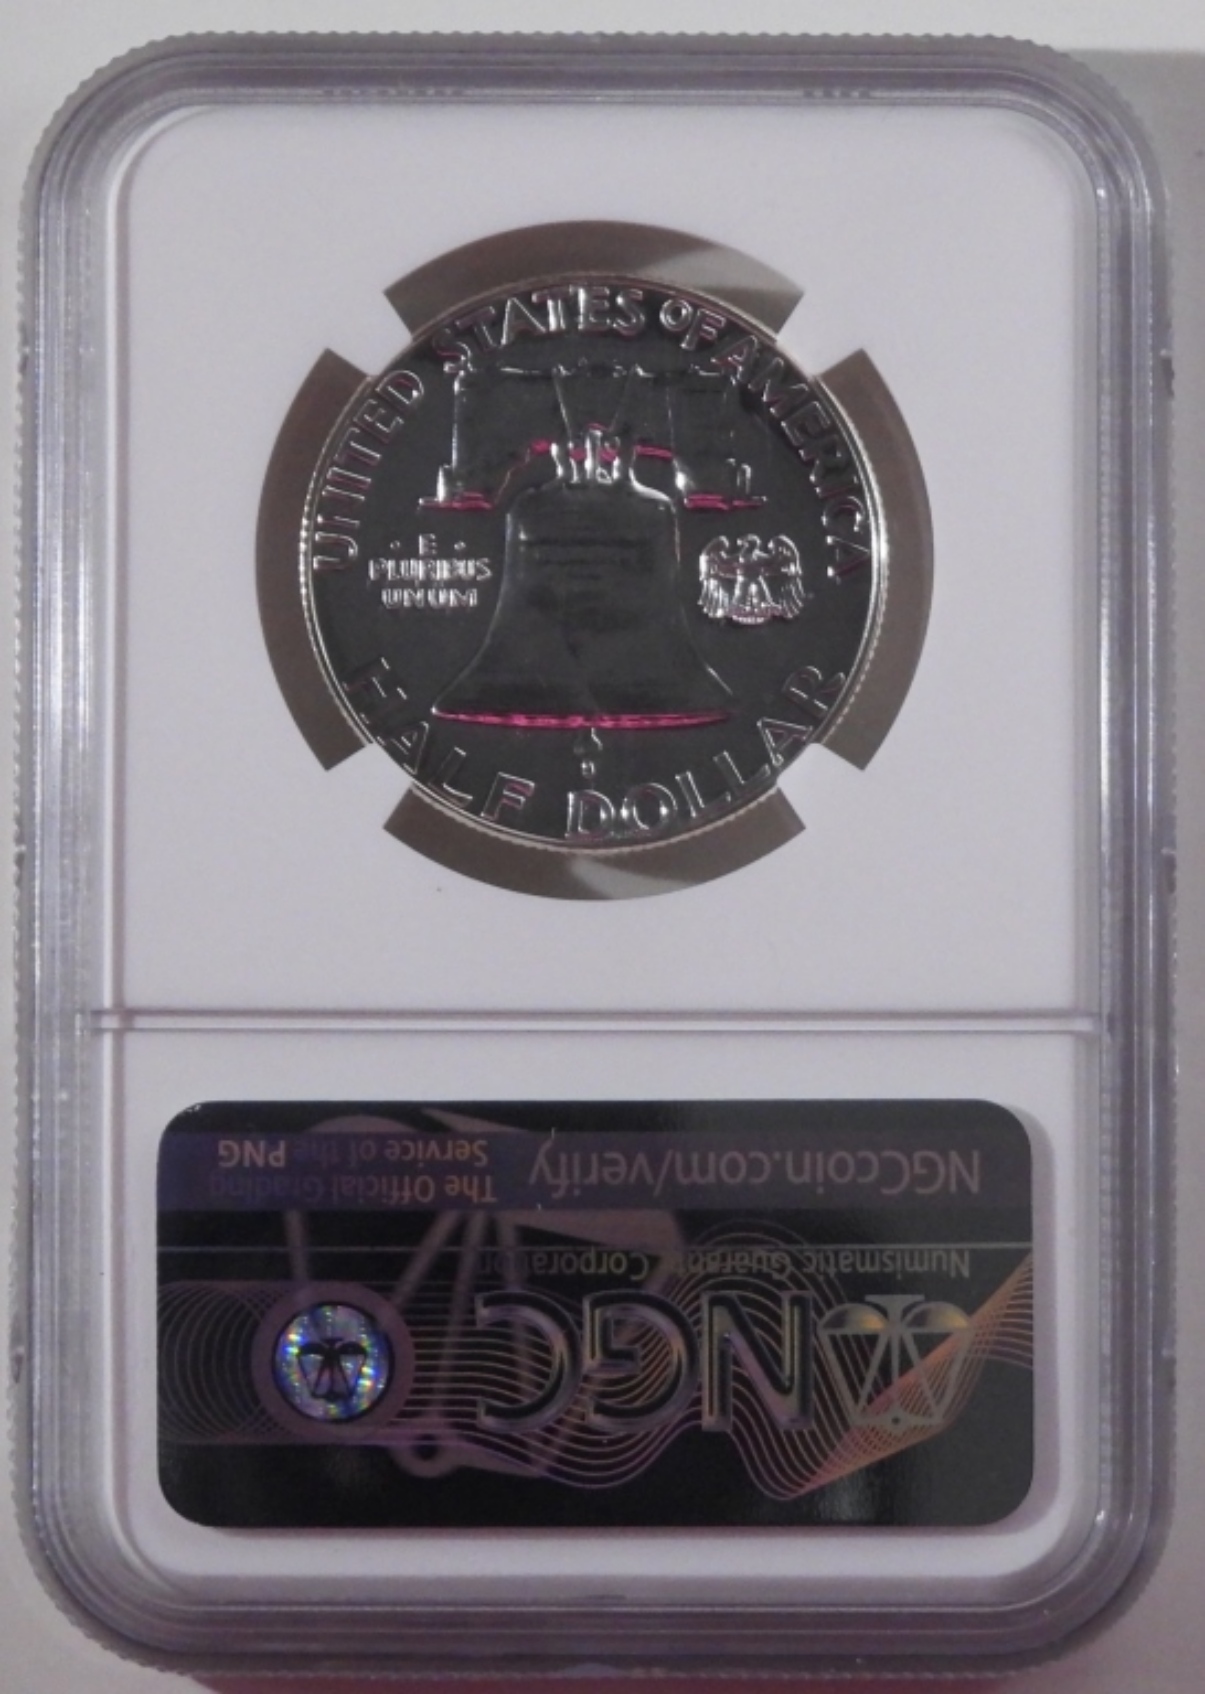 UNITED STATES OF AMERICA
· E ·
PLURIBUS
UNUM
HALF DOLLAR
NGCcoin.com/verify
The Official Grading
Service of the PNG
Numismatic Guaranty Corporation
NGC